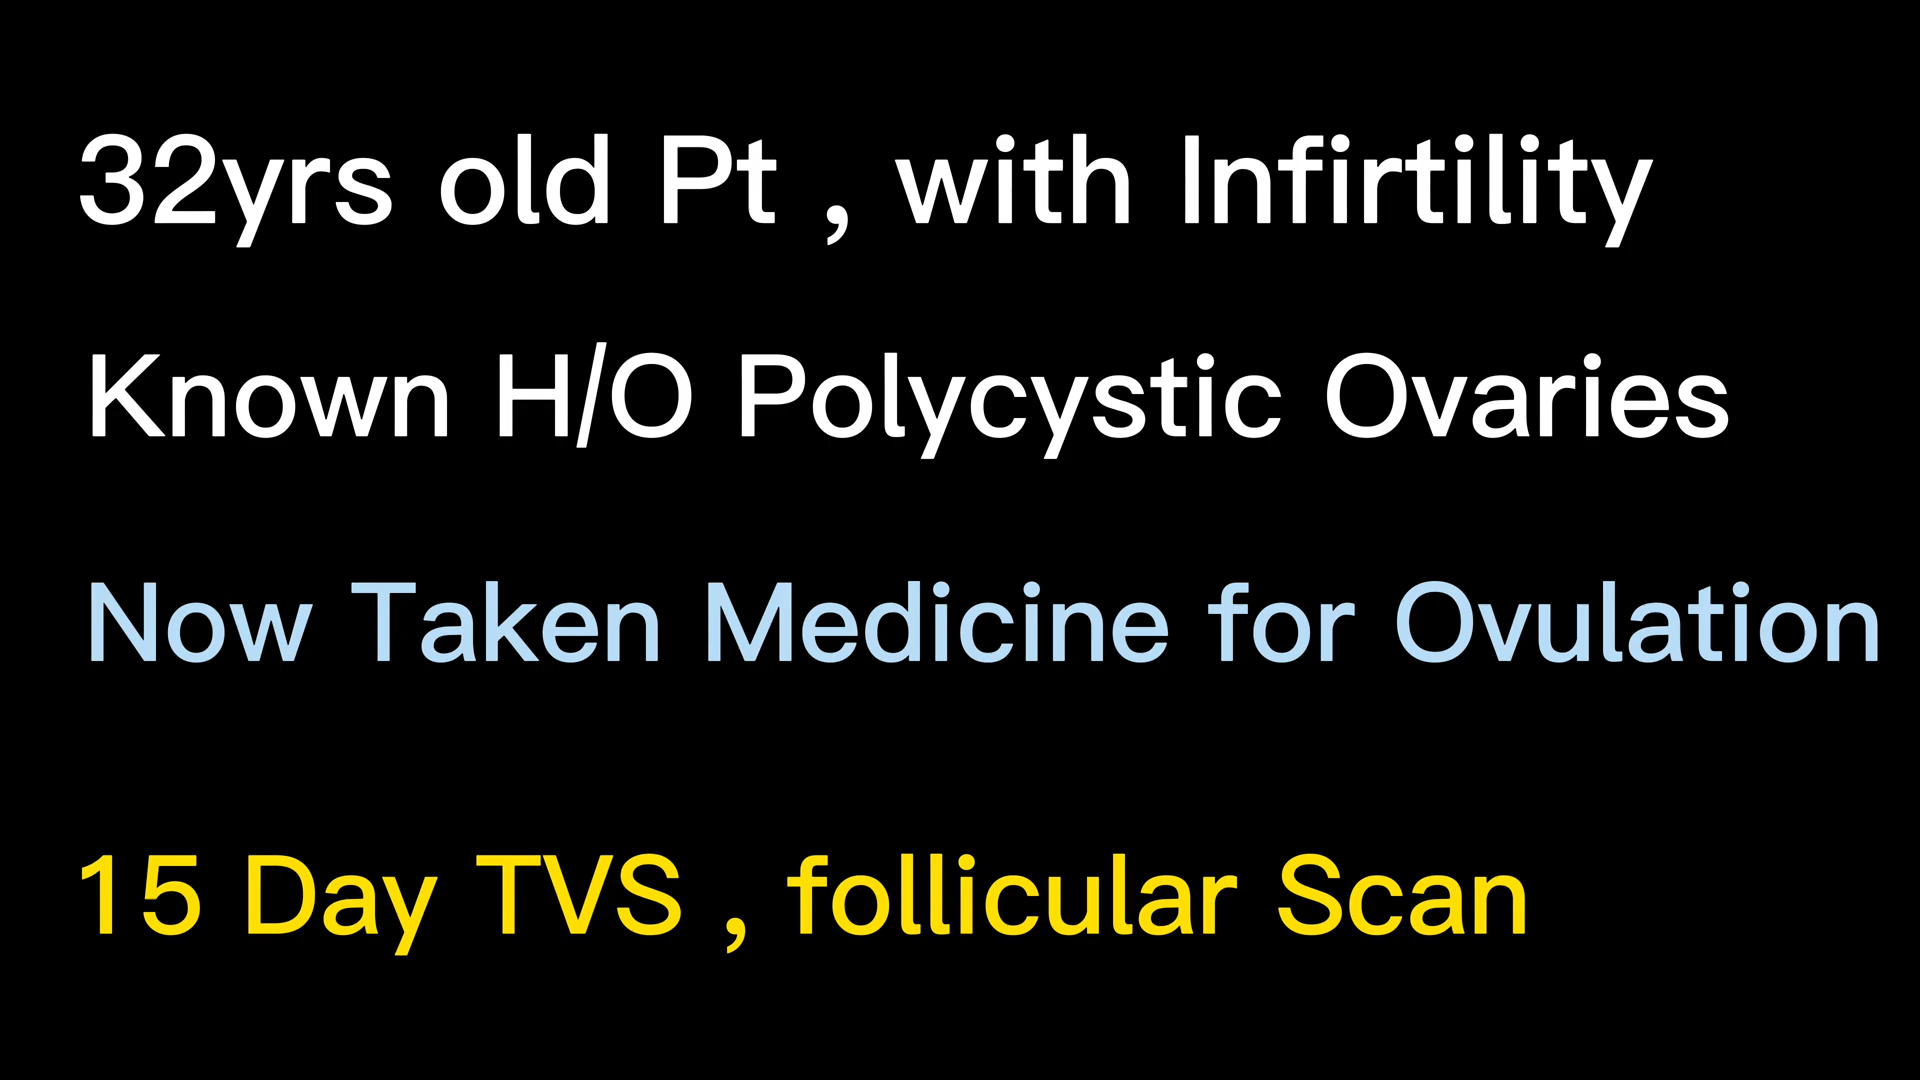 32yrs old Pt , with Infirtility
Known H/O Polycystic Ovaries
Now Taken Medicine for Ovulation
15 Day TVS , follicular Scan